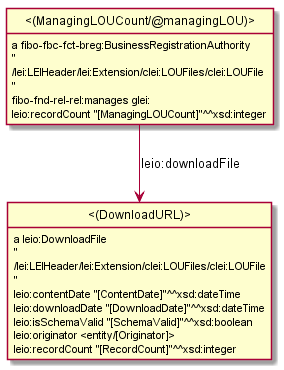 <(ManagingLOUCount/@managingLOU)>
a fibo-fbc-fct-breg:BusinessRegistrationAuthority
"
/lei:LEIHeader/lei:Extension/clei:LOUFiles/clei:LOUFile
"
fibo-fnd-rel-rel:manages glei:
leio:recordCount "[ManagingLOUCount]"^^xsd:integer
leio:downloadFile
<(DownloadURL)>
a leio:DownloadFile
"
/lei:LEIHeader/lei:Extension/clei:LOUFiles/clei:LOUFile
"
leio:contentDate "[ContentDate]"^^xsd:dateTime
leio:downloadDate "[DownloadDate]"^^xsd:dateTime
leio:isSchemaValid "[SchemaValid]"^^xsd:boolean
leio:originator <entity/[Originator]>
leio:recordCount "[RecordCount]"^^xsd:integer